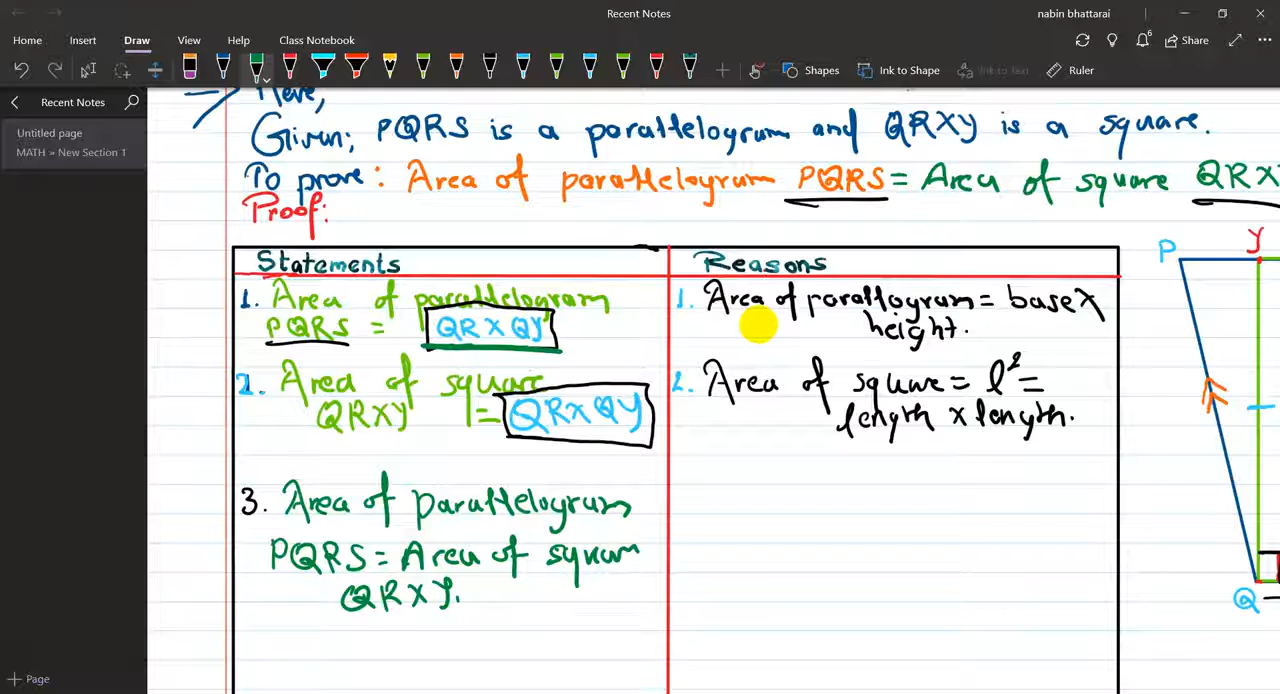 Recent Notes
nabin bhattarai
Home Insert Draw View Help Class Notebook
Share
Shapes Ink to Shape Ink to Text Ruler
Recent Notes
Untitled page
MATH » New Section 1
Here,
Given; PQRS is a parallelogram and QRXY is a square.
To prove: Area of parallelogram PQRS = Area of square QRX
Proof:
Statements
Reasons
1. Area of parallelogram
PQRS = QR X QY
1. Area of parallogram = base X
height.
2. Area of square
QRXY = QR X QY
2. Area of square = l² =
length x length.
3. Area of parallelogram
PQRS = Area of square
QRXY.
P
Y
Q
Page